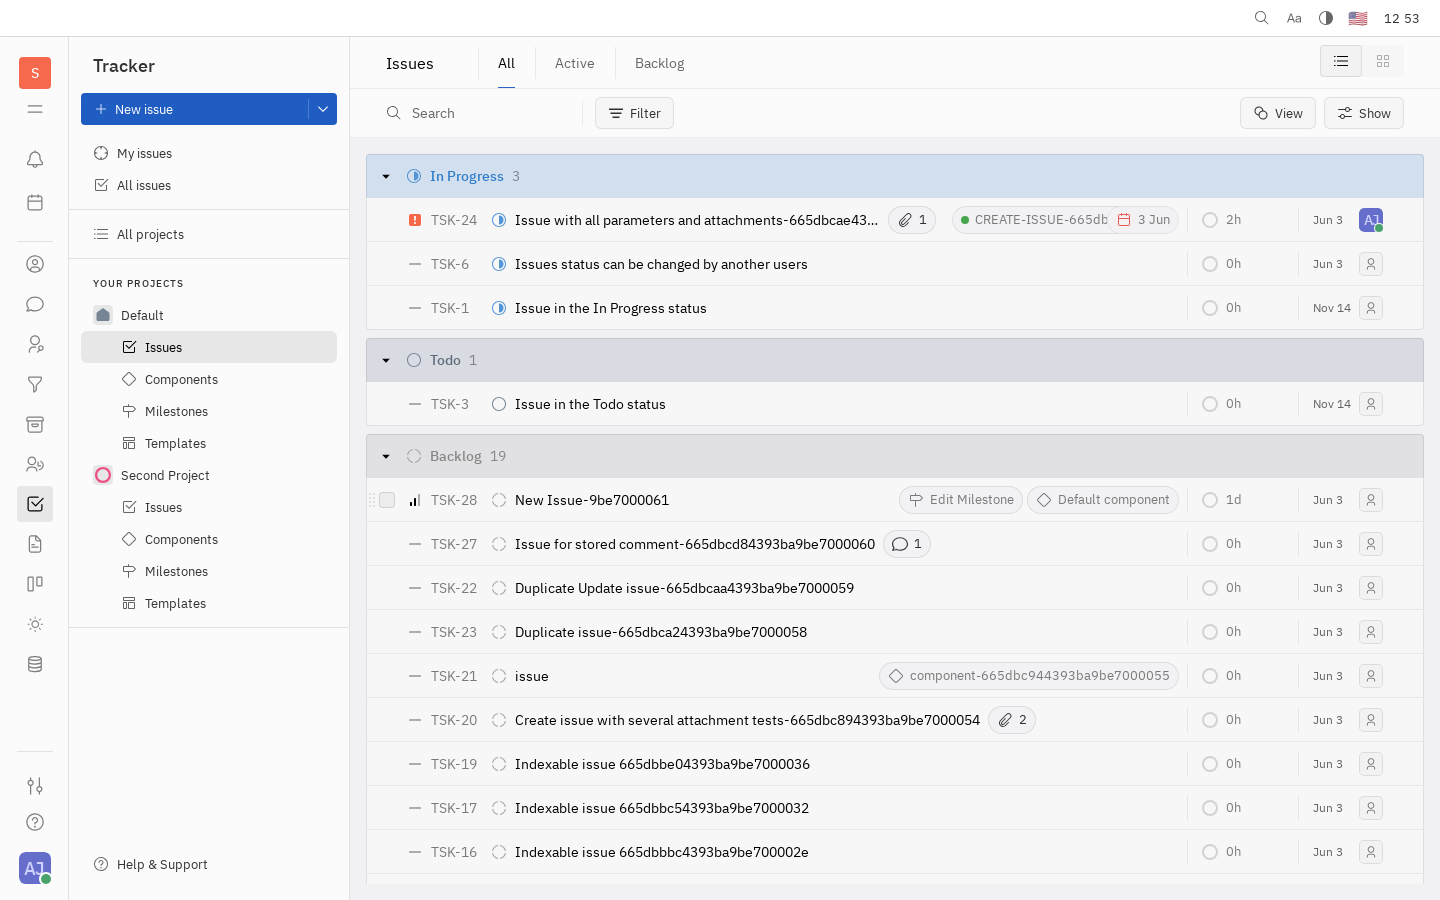 Aa
12 53
S
Tracker
New issue
My issues
All issues
All projects
YOUR PROJECTS
Default
Issues
Components
Milestones
Templates
Second Project
Issues
Components
Milestones
Templates
Help & Support
AJ
Issues
All
Active
Backlog
Search
Filter
View
Show
In Progress 3
TSK-24 Issue with all parameters and attachments-665dbcae43... 1 CREATE-ISSUE-665db 3 Jun 2h Jun 3 AJ
TSK-6 Issues status can be changed by another users 0h Jun 3
TSK-1 Issue in the In Progress status 0h Nov 14
Todo 1
TSK-3 Issue in the Todo status 0h Nov 14
Backlog 19
TSK-28 New Issue-9be7000061 Edit Milestone Default component 1d Jun 3
TSK-27 Issue for stored comment-665dbcd84393ba9be7000060 1 0h Jun 3
TSK-22 Duplicate Update issue-665dbcaa4393ba9be7000059 0h Jun 3
TSK-23 Duplicate issue-665dbca24393ba9be7000058 0h Jun 3
TSK-21 issue component-665dbc944393ba9be7000055 0h Jun 3
TSK-20 Create issue with several attachment tests-665dbc894393ba9be7000054 2 0h Jun 3
TSK-19 Indexable issue 665dbbe04393ba9be7000036 0h Jun 3
TSK-17 Indexable issue 665dbbc54393ba9be7000032 0h Jun 3
TSK-16 Indexable issue 665dbbbc4393ba9be700002e 0h Jun 3